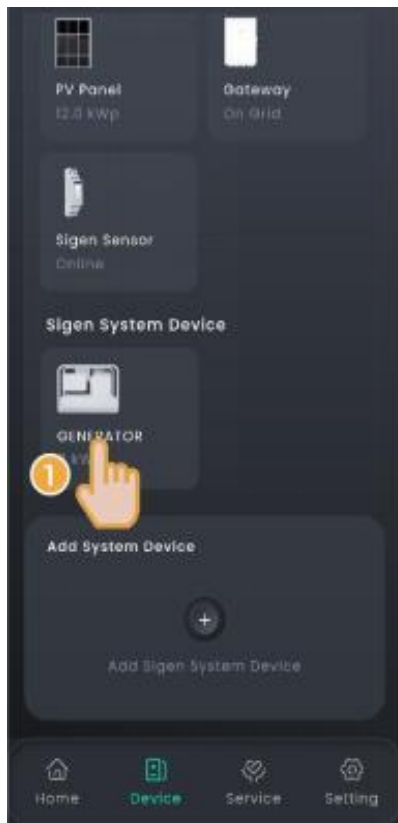 PV Panel
12.0 kWp
Gateway
On Grid
Sigen Sensor
Online
Sigen System Device
GENERATOR
1
Add System Device
+
Add Sigen System Device
Home
Device
Service
Setting